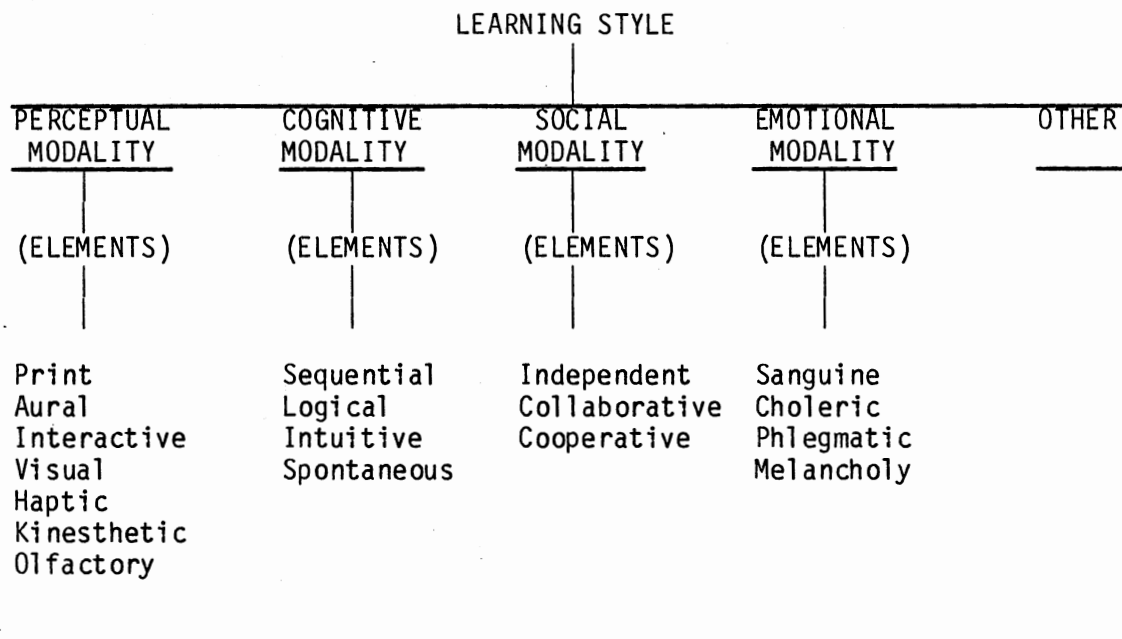 LEARNING STYLE
PERCEPTUAL MODALITY
COGNITIVE MODALITY
SOCIAL MODALITY
EMOTIONAL MODALITY
OTHER
(ELEMENTS)
(ELEMENTS)
(ELEMENTS)
(ELEMENTS)
Print
Aural
Interactive
Visual
Haptic
Kinesthetic
Olfactory
Sequential
Logical
Intuitive
Spontaneous
Independent
Collaborative
Cooperative
Sanguine
Choleric
Phlegmatic
Melancholy